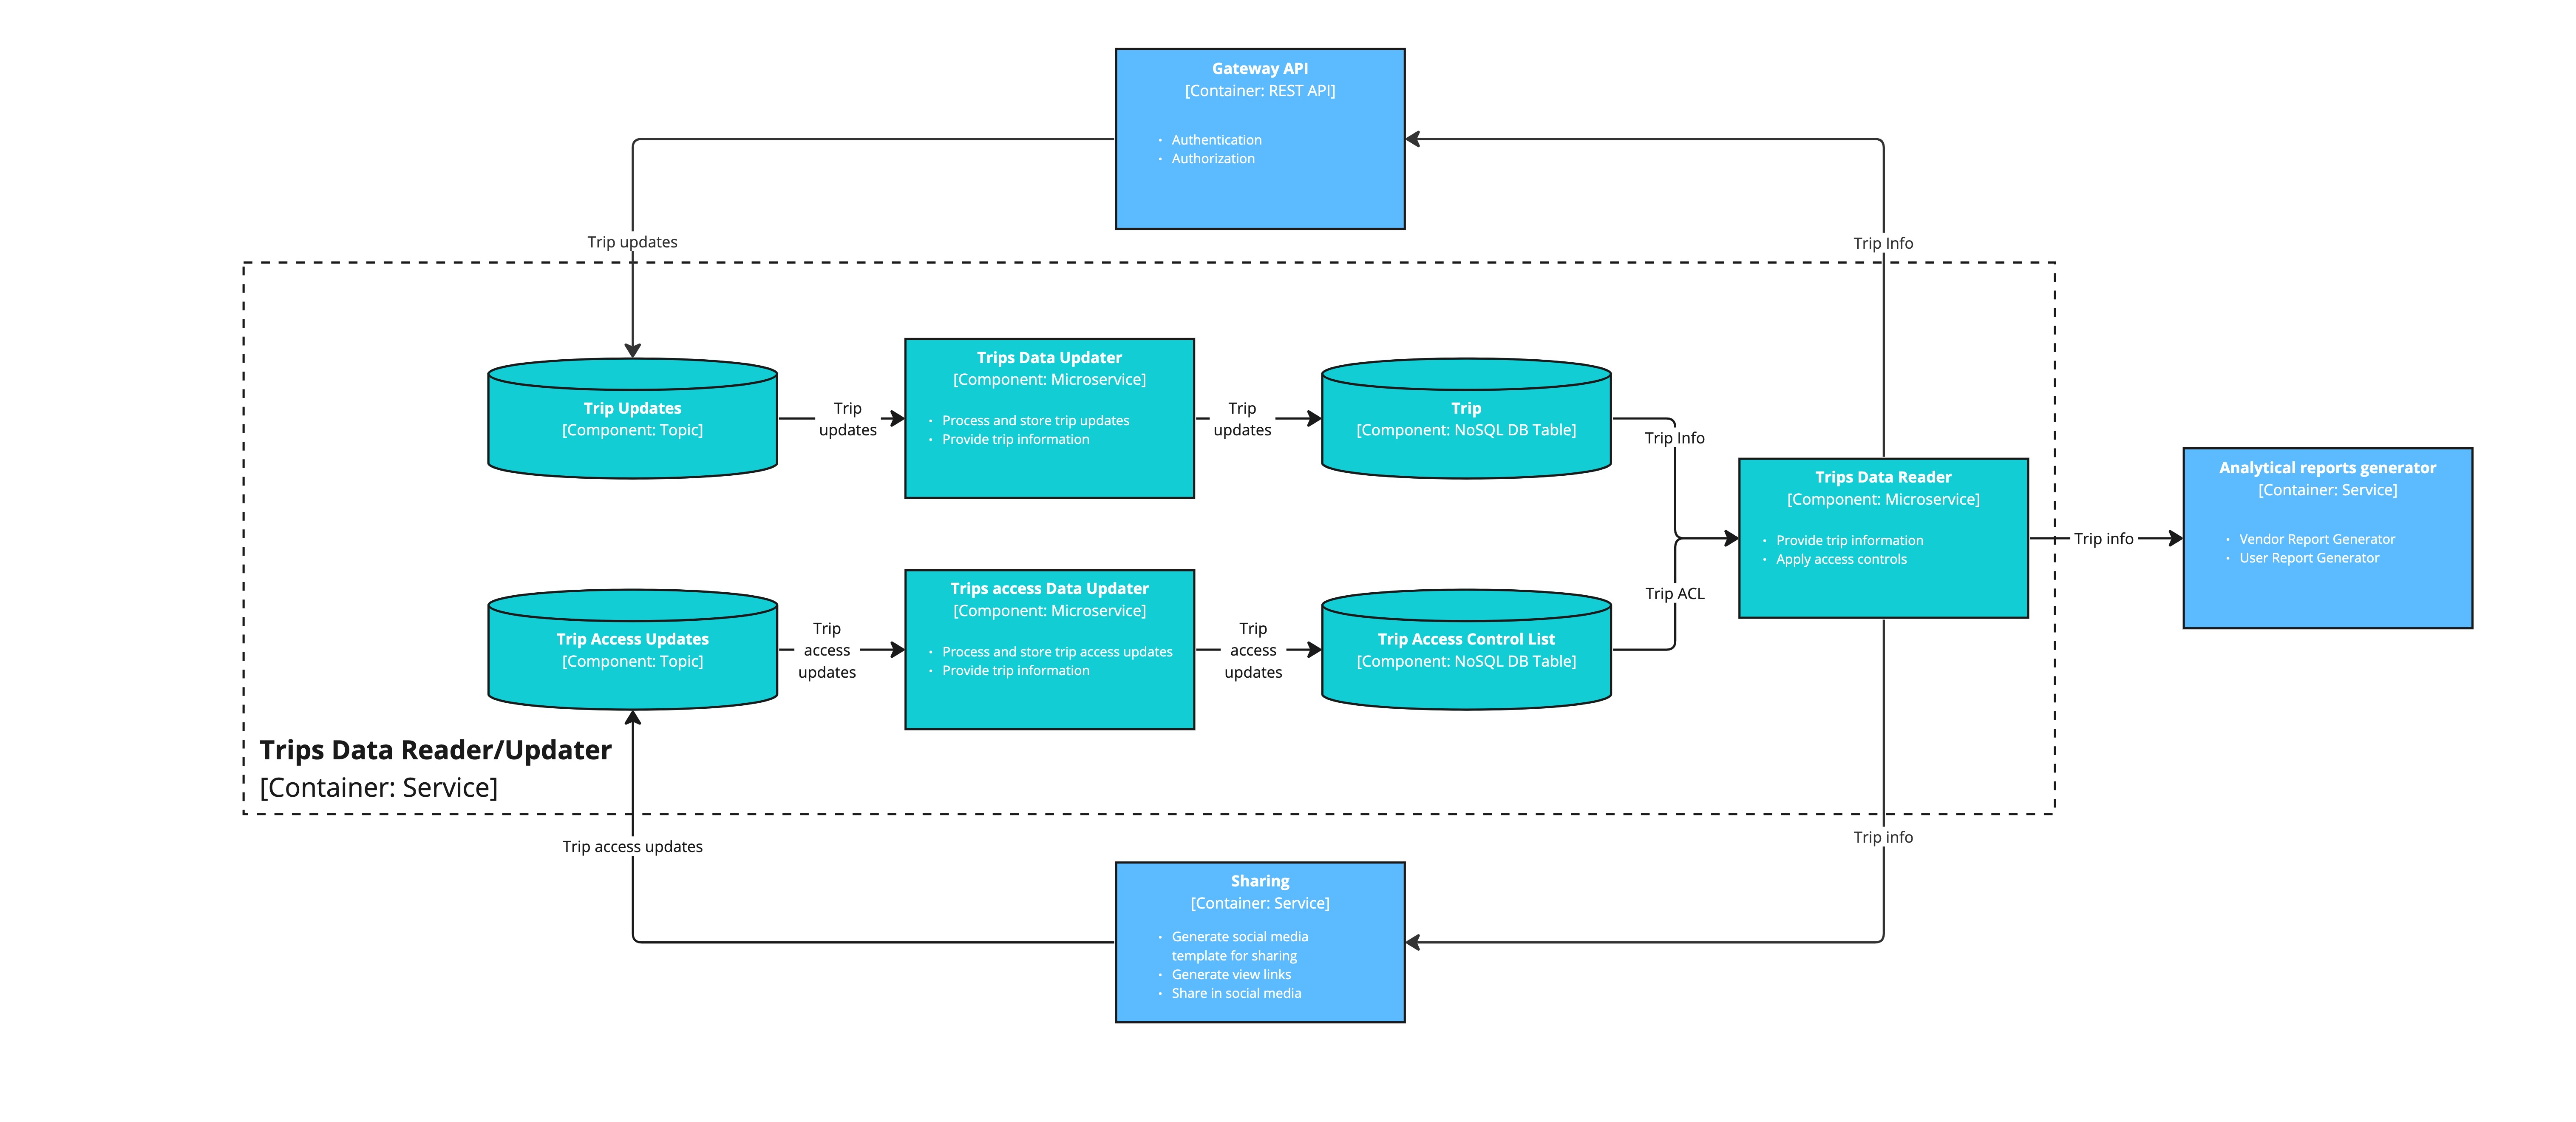 Gateway API
[Container: REST API]
• Authentication
• Authorization
Trip updates
Trip Info
Trip Updates
[Component: Topic]
Trip
updates
Trips Data Updater
[Component: Microservice]
• Process and store trip updates
• Provide trip information
Trip
updates
Trip
[Component: NoSQL DB Table]
Trip Info
Trips Data Reader
[Component: Microservice]
• Provide trip information
• Apply access controls
Trip info
Analytical reports generator
[Container: Service]
• Vendor Report Generator
• User Report Generator
Trip Access Updates
[Component: Topic]
Trip
access
updates
Trips access Data Updater
[Component: Microservice]
• Process and store trip access updates
• Provide trip information
Trip
access
updates
Trip Access Control List
[Component: NoSQL DB Table]
Trip ACL
Trips Data Reader/Updater
[Container: Service]
Trip access updates
Trip info
Sharing
[Container: Service]
• Generate social media
template for sharing
• Generate view links
• Share in social media